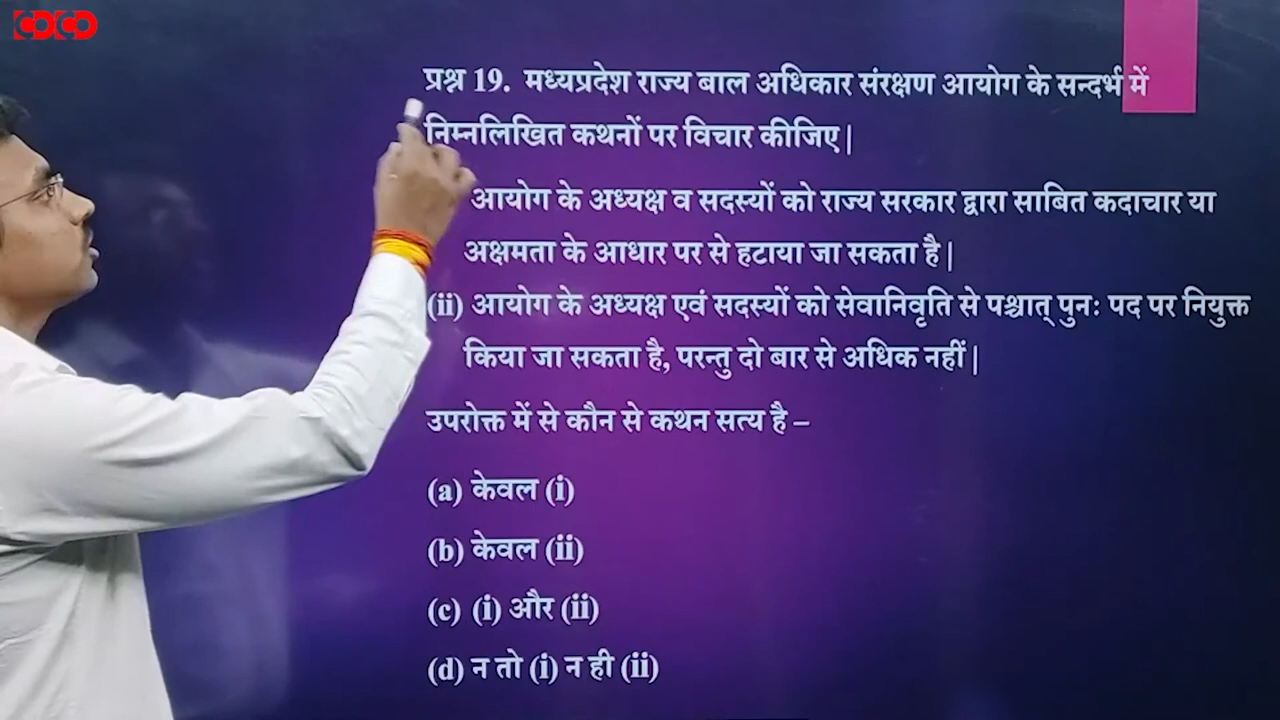 CDCD
प्रश्न 19. मध्यप्रदेश राज्य बाल अधिकार संरक्षण आयोग के सन्दर्भ में
निम्नलिखित कथनों पर विचार कीजिए |
आयोग के अध्यक्ष व सदस्यों को राज्य सरकार द्वारा साबित कदाचार या
अक्षमता के आधार पर से हटाया जा सकता है |
(ii) आयोग के अध्यक्ष एवं सदस्यों को सेवानिवृति से पश्चात् पुनः पद पर नियुक्त
किया जा सकता है, परन्तु दो बार से अधिक नहीं |
उपरोक्त में से कौन से कथन सत्य है –
(a) केवल (i)
(b) केवल (ii)
(c) (i) और (ii)
(d) न तो (i) न ही (ii)